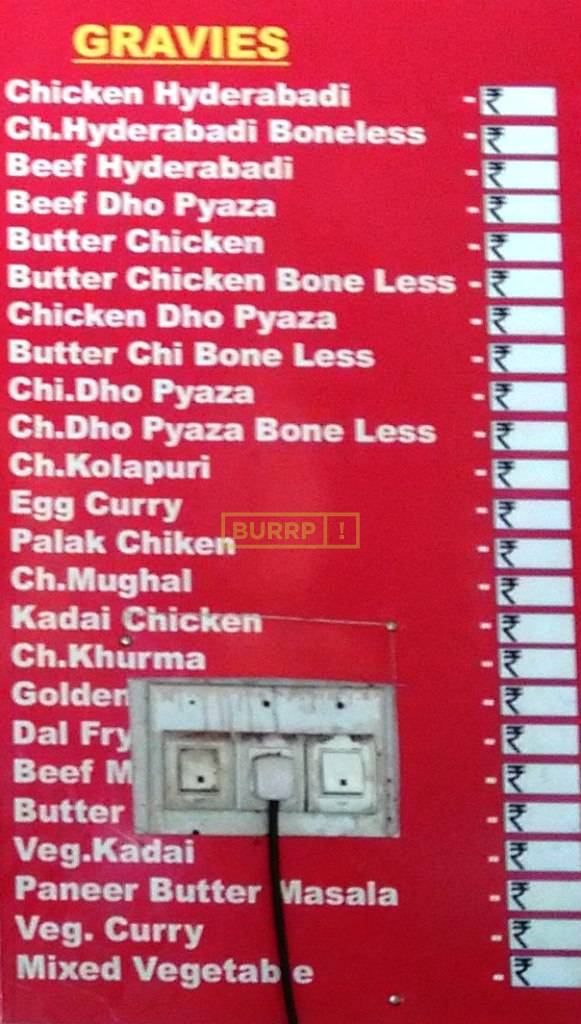 GRAVIES
Chicken Hyderabadi - ₹
Ch.Hyderabadi Boneless - ₹
Beef Hyderabadi - ₹
Beef Dho Pyaza - ₹
Butter Chicken - ₹
Butter Chicken Bone Less - ₹
Chicken Dho Pyaza - ₹
Butter Chi Bone Less - ₹
Chi.Dho Pyaza - ₹
Ch.Dho Pyaza Bone Less - ₹
Ch.Kolapuri - ₹
Egg Curry - ₹
BURRP !
Palak Chiken - ₹
Ch.Mughal - ₹
Kadai Chicken - ₹
Ch.Khurma - ₹
Golden - ₹
Dal Fry - ₹
Beef - ₹
Butter - ₹
Veg.Kadai - ₹
Paneer Butter Masala - ₹
Veg. Curry - ₹
Mixed Vegetable - ₹